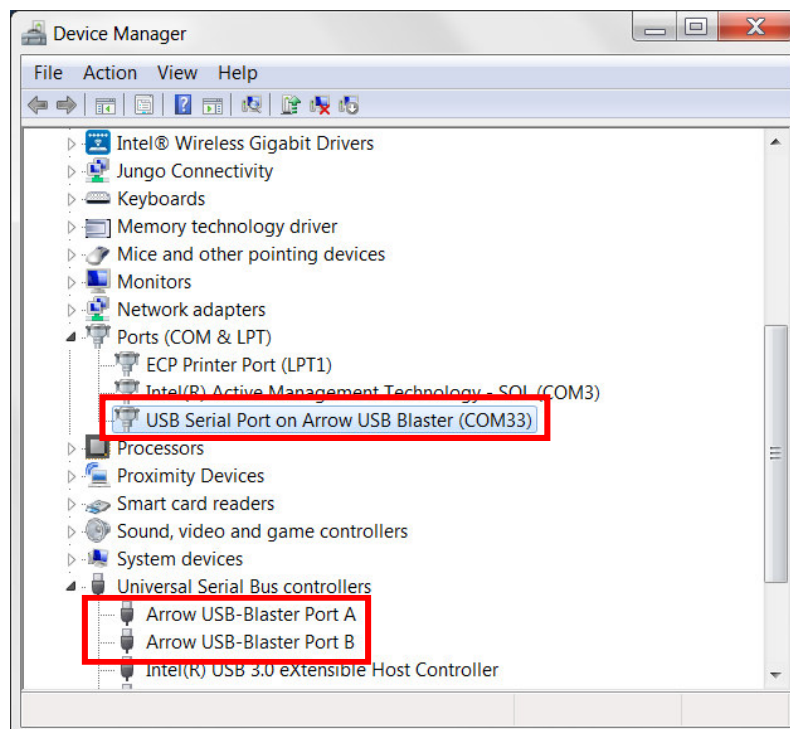 Device Manager
File Action View Help
Intel® Wireless Gigabit Drivers
Jungo Connectivity
Keyboards
Memory technology driver
Mice and other pointing devices
Monitors
Network adapters
Ports (COM & LPT)
ECP Printer Port (LPT1)
Intel(R) Active Management Technology - SOL (COM3)
USB Serial Port on Arrow USB Blaster (COM33)
Processors
Proximity Devices
Smart card readers
Sound, video and game controllers
System devices
Universal Serial Bus controllers
Arrow USB-Blaster Port A
Arrow USB-Blaster Port B
Intel(R) USB 3.0 eXtensible Host Controller